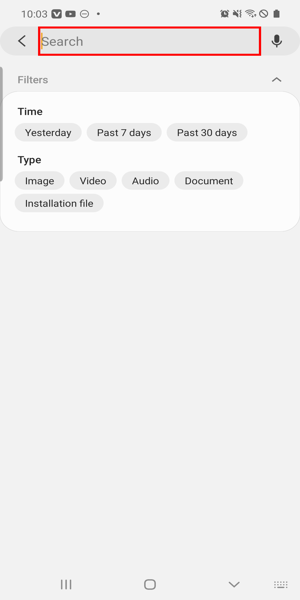 10:03
Search
Filters
Time
Yesterday Past 7 days Past 30 days
Type
Image Video Audio Document
Installation file